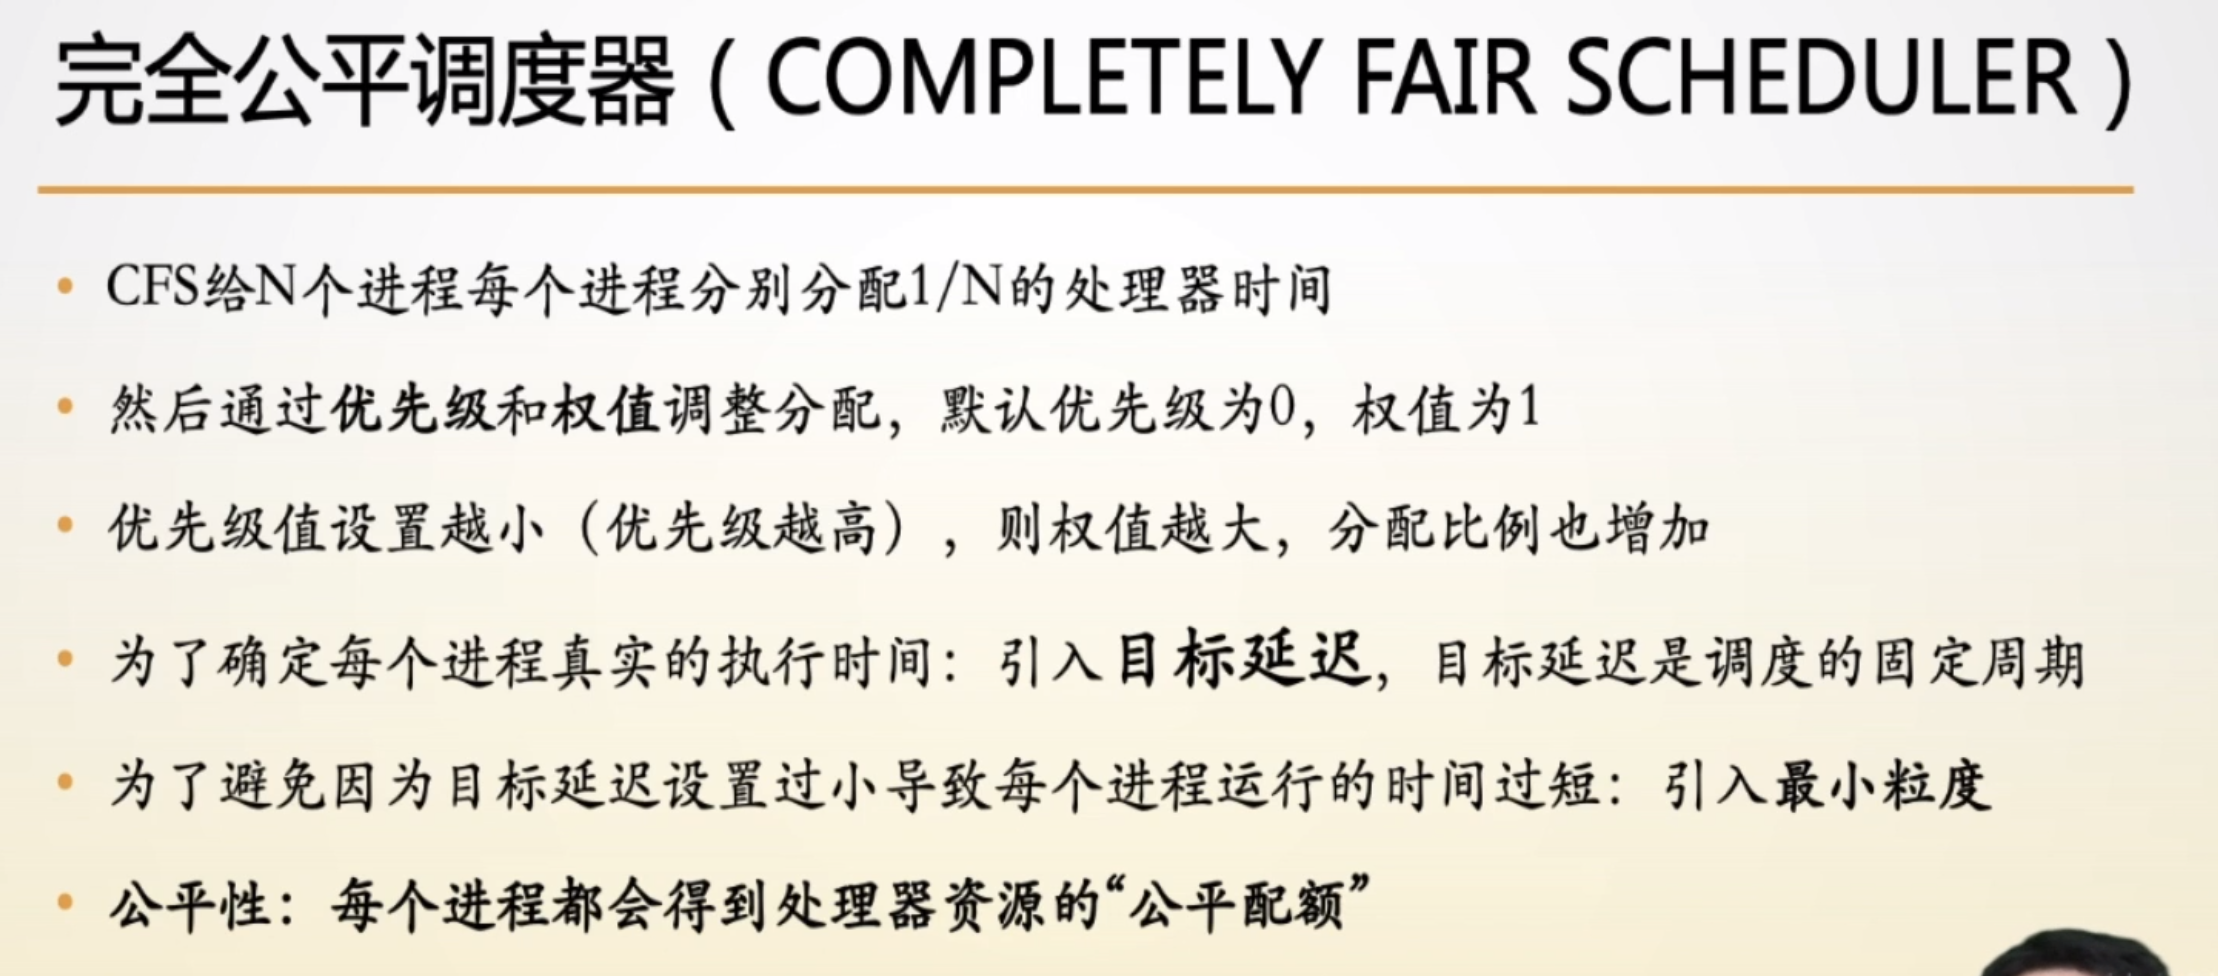 完全公平调度器（COMPLETELY FAIR SCHEDULER）
• CFS给N个进程每个进程分别分配1/N的处理器时间
• 然后通过优先级和权值调整分配，默认优先级为0，权值为1
• 优先级值设置越小（优先级越高），则权值越大，分配比例也增加
• 为了确定每个进程真实的执行时间：引入目标延迟，目标延迟是调度的固定周期
• 为了避免因为目标延迟设置过小导致每个进程运行的时间过短：引入最小粒度
• 公平性：每个进程都会得到处理器资源的“公平配额”